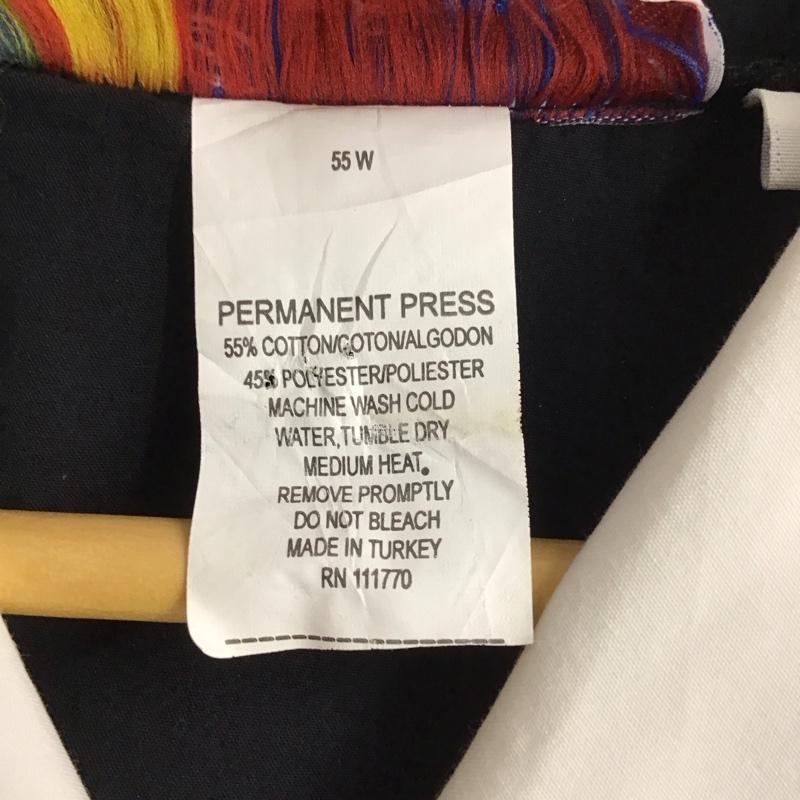 55 W
PERMANENT PRESS
55% COTTON/COTON/ALGODON
45% POLYESTER/POLIESTER
MACHINE WASH COLD
WATER,TUMBLE DRY
MEDIUM HEAT.
REMOVE PROMPTLY
DO NOT BLEACH
MADE IN TURKEY
RN 111770